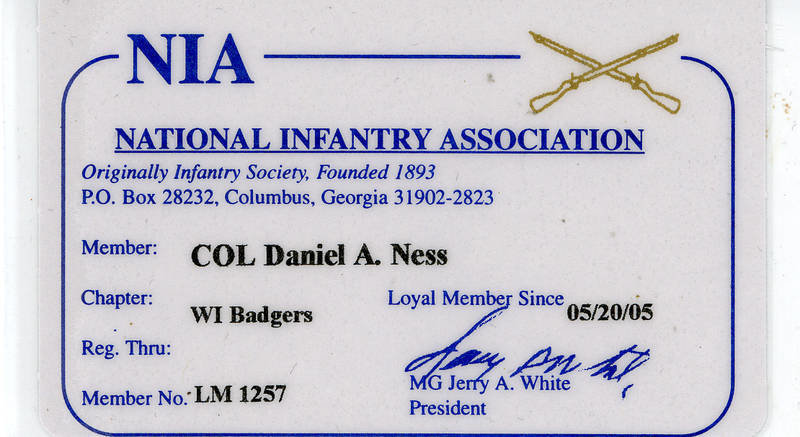 NIA
NATIONAL INFANTRY ASSOCIATION
Originally Infantry Society, Founded 1893
P.O. Box 28232, Columbus, Georgia 31902-2823
Member: COL Daniel A. Ness
Chapter: WI Badgers Loyal Member Since 05/20/05
Reg. Thru:
MG Jerry A. White
Member No. LM 1257
President